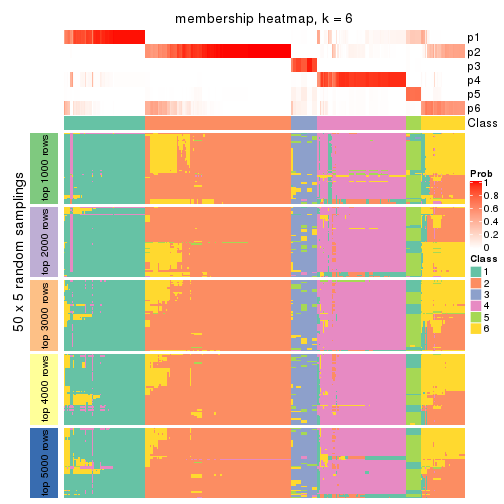 membership heatmap, k = 6
p1
p2
p3
p4
p5
p6
Class
50 x 5 random samplings
top 1000 rows
top 2000 rows
top 3000 rows
top 4000 rows
top 5000 rows
Prob
1
0.8
0.6
0.4
0.2
0
Class
1
2
3
4
5
6